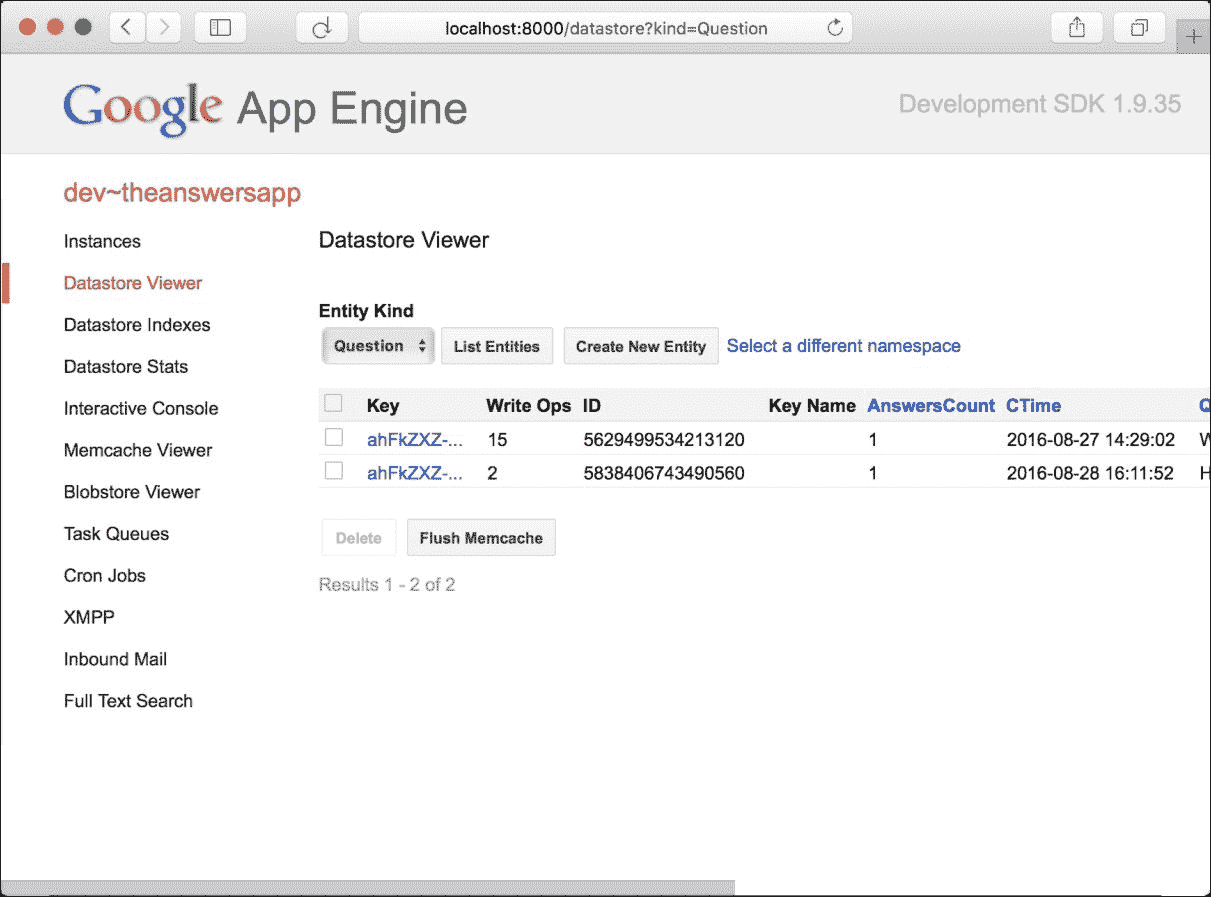 localhost:8000/datastore?kind=Question
Google App Engine
Development SDK 1.9.35
dev~theanswersapp
Instances
Datastore Viewer
Datastore Indexes
Datastore Stats
Interactive Console
Memcache Viewer
Blobstore Viewer
Task Queues
Cron Jobs
XMPP
Inbound Mail
Full Text Search
Datastore Viewer
Entity Kind
Question List Entities Create New Entity Select a different namespace
Key Write Ops ID Key Name AnswersCount CTime
ahFkZXZ-... 15 5629499534213120 1 2016-08-27 14:29:02
ahFkZXZ-... 2 5838406743490560 1 2016-08-28 16:11:52
Delete Flush Memcache
Results 1 - 2 of 2